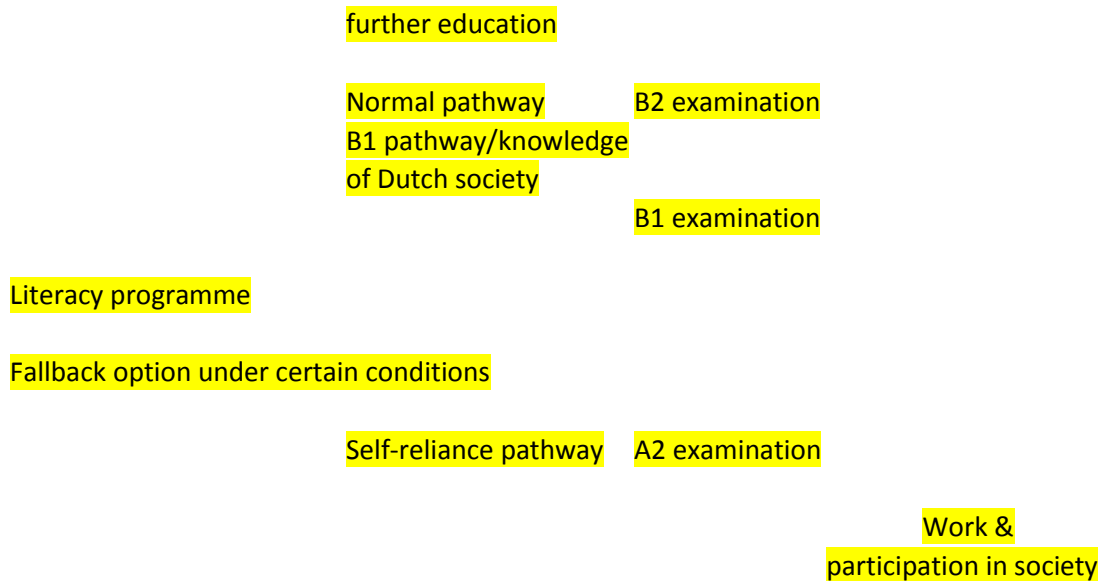 further education
Normal pathway B2 examination
B1 pathway/knowledge
of Dutch society
B1 examination
Literacy programme
Fallback option under certain conditions
Self-reliance pathway A2 examination
Work &
participation in society